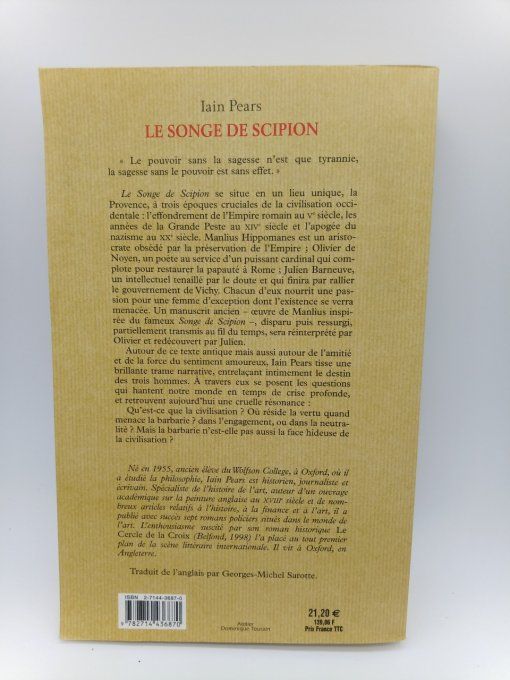 Iain Pears
LE SONGE DE SCIPION
« Le pouvoir sans la sagesse n'est que tyrannie,
la sagesse sans le pouvoir est sans effet. »
Le Songe de Scipion se situe en un lieu unique, la
Provence, à trois époques cruciales de la civilisation occi-
dentale : l'effondrement de l'Empire romain au Ve siècle, les
années de la Grande Peste au XIVe siècle et l'apogée du
nazisme au XXe siècle. Manlius Hippomanes est un aristo-
crate obsédé par la préservation de l'Empire ; Olivier de
Noyen, un poète au service d'un puissant cardinal qui com-
plote pour restaurer la papauté à Rome ; Julien Barneuve,
un intellectuel tenaillé par le doute et qui finira par rallier
le gouvernement de Vichy. Chacun d'eux nourrit une pas-
sion pour une femme d'exception dont l'existence se verra
menacée. Un manuscrit ancien – œuvre de Manlius inspi-
rée du fameux Songe de Scipion –, disparu puis ressurgi,
partiellement transmis au fil du temps, sera réinterprété par
Olivier et redécouvert par Julien.
Autour de ce texte antique mais aussi autour de l'amitié
et de la force du sentiment amoureux, Iain Pears tisse une
brillante trame narrative, entrelaçant intimement le destin
des trois hommes. À travers eux se posent les questions
qui hantent notre monde en temps de crise profonde,
et retrouvent aujourd'hui une cruelle résonance :
Qu'est-ce que la civilisation ? Où réside la vertu quand
menace la barbarie ? dans l'engagement, ou dans la neutra-
lité ? Mais la barbarie n'est-elle pas aussi la face hideuse de
la civilisation ?
Né en 1955, ancien élève du Wolfson College, à Oxford, où il
a étudié la philosophie, Iain Pears est historien, journaliste et
écrivain. Spécialiste de l'histoire de l'art, auteur d'un ouvrage
académique sur la peinture anglaise au XVIIIe siècle et de nom-
breux articles relatifs à l'histoire, à la finance et à l'art, il a
publié avec succès sept romans policiers situés dans le monde de
l'art. L'enthousiasme suscité par son roman historique Le
Cercle de la Croix (Belfond, 1998) l'a placé au tout premier
plan de la scène littéraire internationale. Il vit à Oxford, en
Angleterre.
Traduit de l'anglais par Georges-Michel Sarotte.
ISBN 2-7144-3687-0
9 782714 436870
Atelier
Dominique Toutain
21,20 €
139,06 F
Prix France TTC